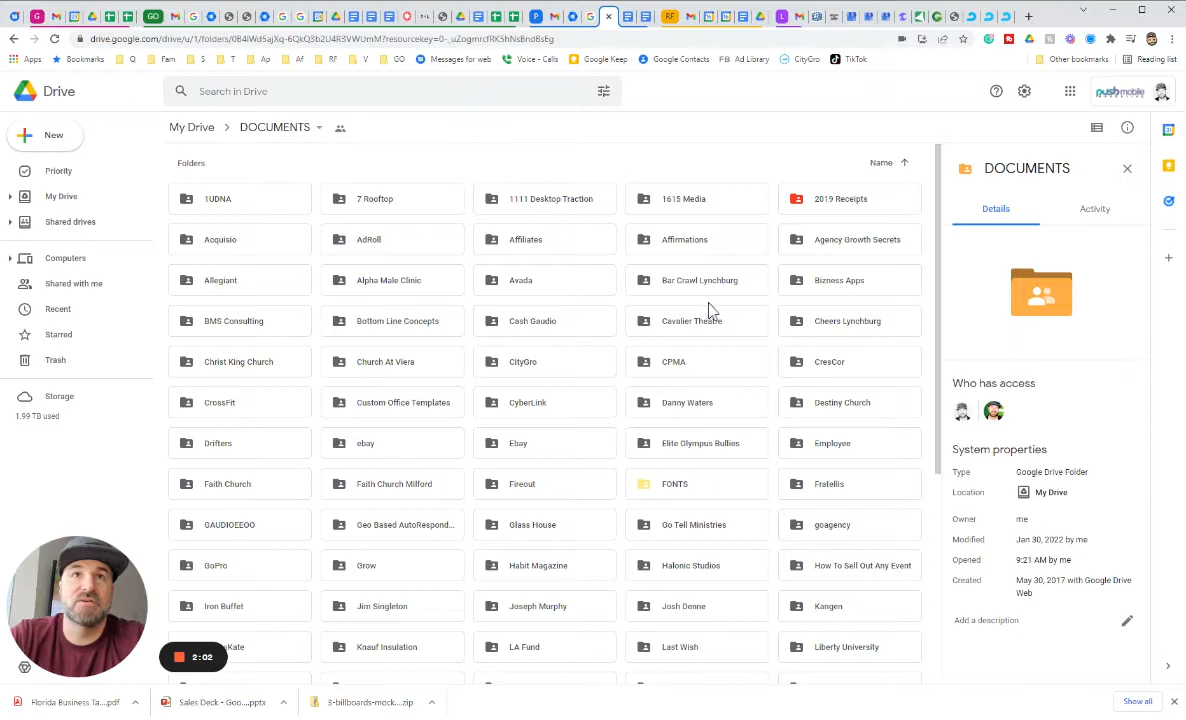 G
GO
P
RF
L
drive.google.com/drive/u/1/folders/0B4lWd5ajXq-6QkQ3b2U4R3VWUmM?resourcekey=0-_uZogmrcfRK5hNsBndBsEg
Apps
Bookmarks
Q
Fam
S
T
Ap
Af
RF
V
GO
Messages for web
Voice - Calls
Google Keep
Google Contacts
FB Ad Library
CityGro
TikTok
Other bookmarks
Reading list
Drive
Search in Drive
pushmobile
New
My Drive
DOCUMENTS
Priority
My Drive
Shared drives
Computers
Shared with me
Recent
Starred
Trash
Storage
1.99 TB used
Folders
Name
1UDNA
7 Rooftop
1111 Desktop Traction
1615 Media
2019 Receipts
Acquisio
AdRoll
Affiliates
Affirmations
Agency Growth Secrets
Allegiant
Alpha Male Clinic
Avada
Bar Crawl Lynchburg
Bizness Apps
BMS Consulting
Bottom Line Concepts
Cash Gaudio
Cavalier Theatre
Cheers Lynchburg
Christ King Church
Church At Viera
CityGro
CPMA
CresCor
CrossFit
Custom Office Templates
CyberLink
Danny Waters
Destiny Church
Drifters
ebay
Ebay
Elite Olympus Bullies
Employee
Faith Church
Faith Church Milford
Fireout
FONTS
Fratellis
GAUDIOEEOO
Geo Based AutoRespond...
Glass House
Go Tell Ministries
goagency
GoPro
Grow
Habit Magazine
Halonic Studios
How To Sell Out Any Event
Iron Buffet
Jim Singleton
Joseph Murphy
Josh Denne
Kangen
Kate
Knauf Insulation
LA Fund
Last Wish
Liberty University
DOCUMENTS
Details
Activity
Who has access
System properties
Type
Google Drive Folder
Location
My Drive
Owner
me
Modified
Jan 30, 2022 by me
Opened
9:21 AM by me
Created
May 30, 2017 with Google Drive
Web
Add a description
2:02
Florida Business Ta....pdf
Sales Deck - Goo....pptx
3-billboards-mock....zip
Show all